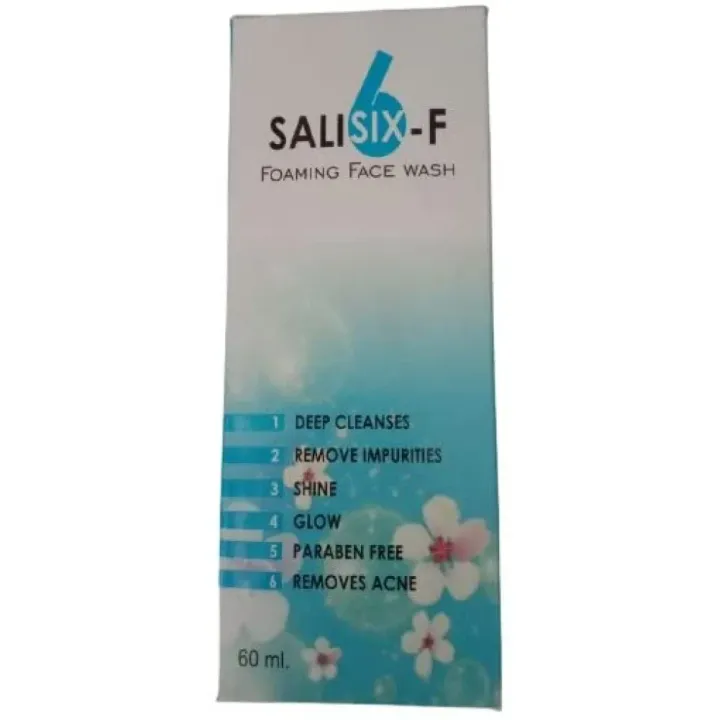 6
SALISIX-F
FOAMING FACE WASH
1 DEEP CLEANSES
2 REMOVE IMPURITIES
3 SHINE
4 GLOW
5 PARABEN FREE
6 REMOVES ACNE
60 ml.